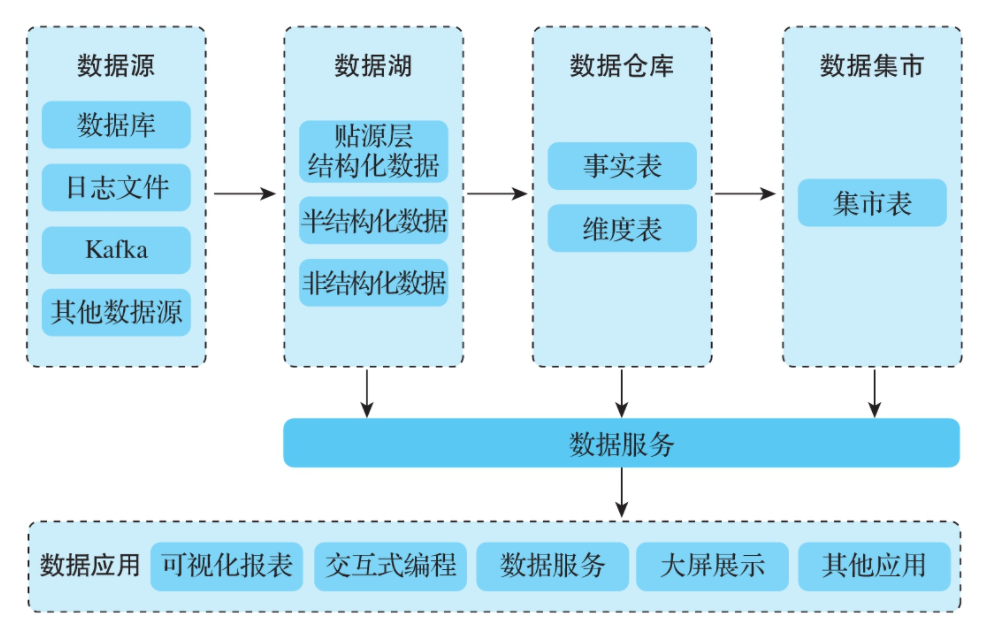 数据源
数据库
日志文件
Kafka
其他数据源
数据湖
贴源层
结构化数据
半结构化数据
非结构化数据
数据仓库
事实表
维度表
数据集市
集市表
数据服务
数据应用
可视化报表
交互式编程
数据服务
大屏展示
其他应用